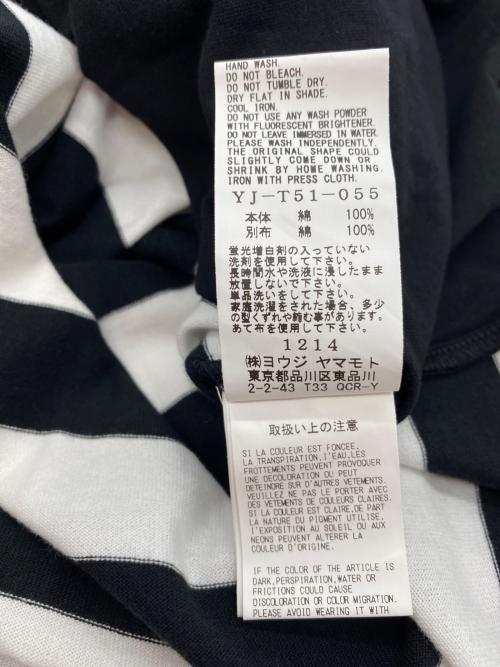 HAND WASH.
DO NOT BLEACH.
DO NOT TUMBLE DRY.
DRY FLAT IN SHADE.
COOL IRON.
DO NOT USE ANY WASH POWDER
WITH FLUORESCENT BRIGHTENER.
DO NOT LEAVE IMMERSED IN WATER.
PLEASE WASH INDEPENDENTLY.
THE ORIGINAL SHAPE COULD
SLIGHTLY COME DOWN OR
SHRINK BY HOME WASHING.
IRON WITH PRESS CLOTH.
YJ-T51-055
本体 綿 100%
別布 綿 100%
蛍光増白剤の入っていない
洗剤を使用して下さい。
長時間水や洗液に浸したまま
放置しないで下さい。
単品洗いをして下さい。
家庭洗濯をされた場合、多少
の型くずれや縮む事があります。
あて布を使用して下さい。
1214
㈱ヨウジ ヤマモト
東京都品川区東品川
2-2-43 T33 QCR-Y
取扱い上の注意
SI LA COULEUR EST FONCEE,
LA TRANSPIRATION,l'EAU,LES
FROTTEMENTS PEUVENT PROVOQUER
UNE DECOLORATION OU PEUT
DETEINDRE SUR D'AUTRES VETEMENTS.
VEUILLEZ NE PAS LE PORTER AVEC
DES VETEMENTS DE COULEURS CLAIRES.
SI LA COULEUR EST CLAIRE,DE PART
LA NATURE DU PIGMENT UTILISE,
L'EXPOSITION AU SOLEIL OU AUX
NEONS PEUVENT ALTERER LA
COULEUR D'ORIGINE.
IF THE COLOR OF THE ARTICLE IS
DARK,PERSPIRATION,WATER OR
FRICTIONS COULD CAUSE
DISCOLORATION OR COLOR MIGRATION.
PLEASE AVOID WEARING IT WITH